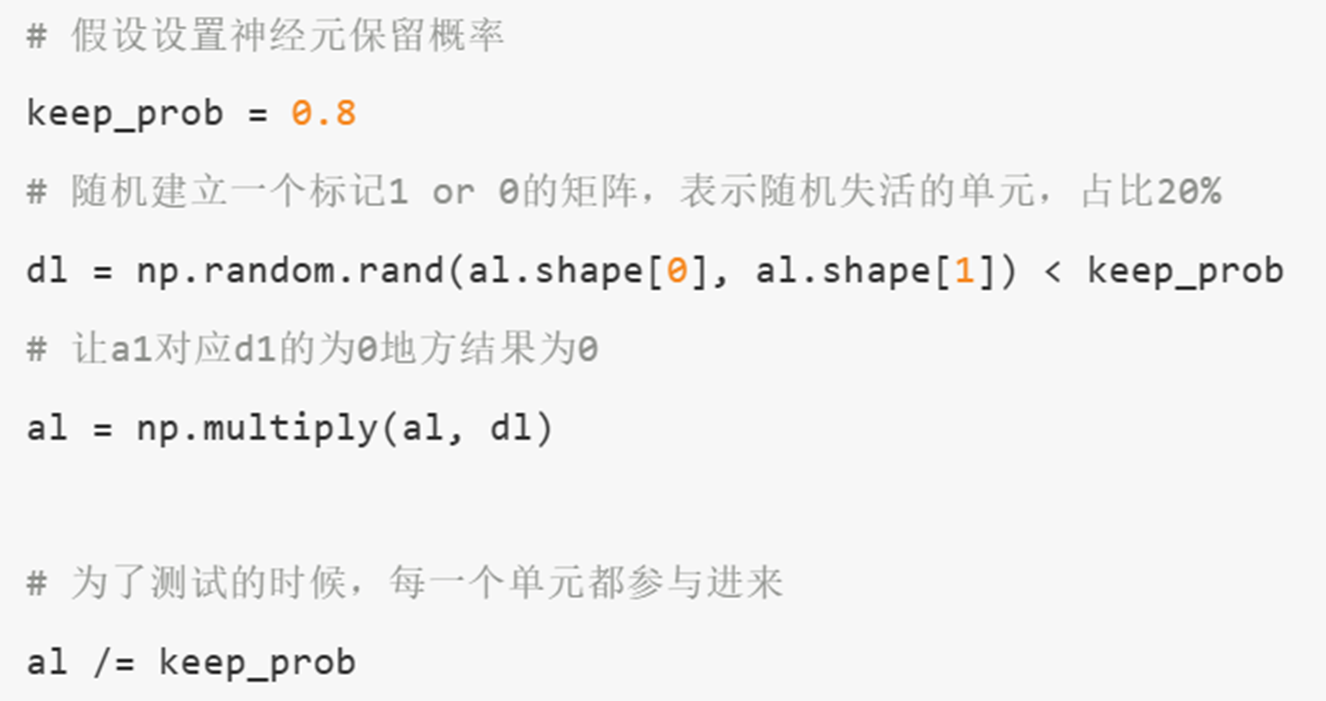 # 假设设置神经元保留概率
keep_prob = 0.8
# 随机建立一个标记1 or 0的矩阵，表示随机失活的单元，占比20%
dl = np.random.rand(al.shape[0], al.shape[1]) < keep_prob
# 让a1对应d1的为0地方结果为0
al = np.multiply(al, dl)
# 为了测试的时候，每一个单元都参与进来
al /= keep_prob